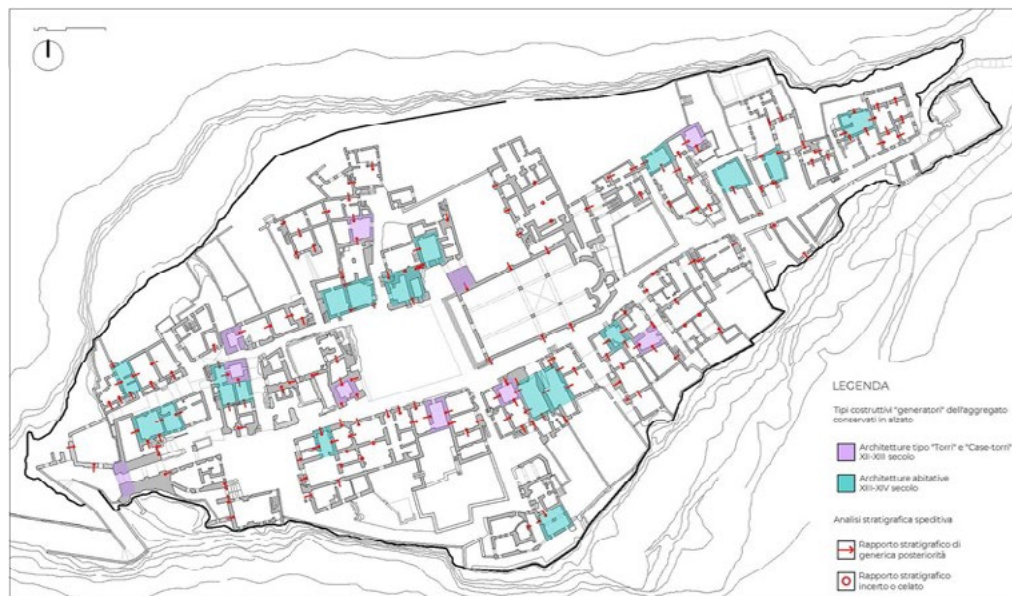 LEGENDA
Tipi costruttivi "generatori" dell'aggregato
conservati in alzato
Architetture tipo "Torri" e "Case-torri"
XII-XIII secolo
Architetture abitative
XIII-XIV secolo
Analisi stratigrafica speditiva
Rapporto stratigrafico di
generica posteriorità
Rapporto stratigrafico
incerto o celato